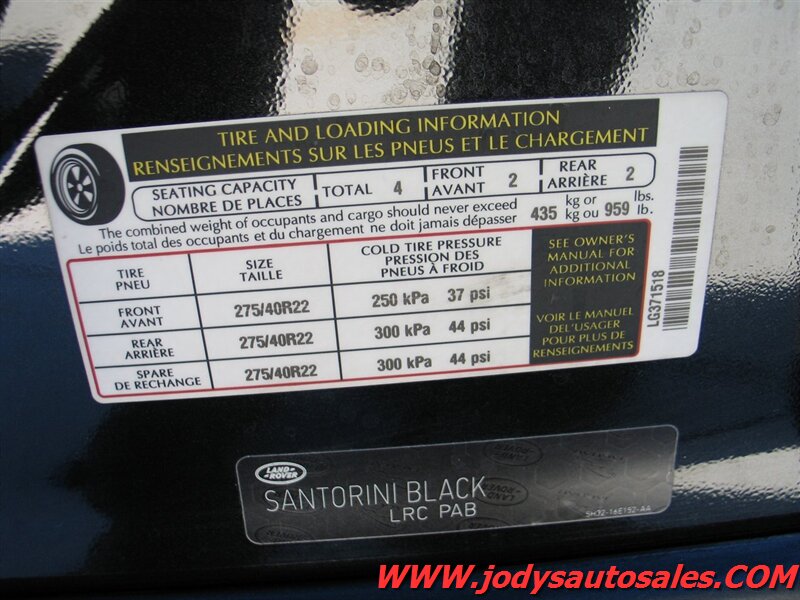 TIRE AND LOADING INFORMATION
RENSEIGNEMENTS SUR LES PNEUS ET LE CHARGEMENT
SEATING CAPACITY
NOMBRE DE PLACES
TOTAL 4
FRONT
AVANT 2
REAR
ARRIÈRE 2
The combined weight of occupants and cargo should never exceed 435 kg or 959 lbs.
Le poids total des occupants et du chargement ne doit jamais dépasser kg ou lb.
TIRE
PNEU
SIZE
TAILLE
COLD TIRE PRESSURE
PRESSION DES
PNEUS À FROID
FRONT
AVANT
275/40R22
250 kPa 37 psi
REAR
ARRIÈRE
275/40R22
300 kPa 44 psi
SPARE
DE RECHANGE
275/40R22
300 kPa 44 psi
SEE OWNER'S
MANUAL FOR
ADDITIONAL
INFORMATION
VOIR LE MANUEL
DEL'USAGER
POUR PLUS DE
RENSEIGNEMENTS
LG371518
LAND
ROVER
SANTORINI BLACK
LRC PAB
WWW.jodysautosales.COM